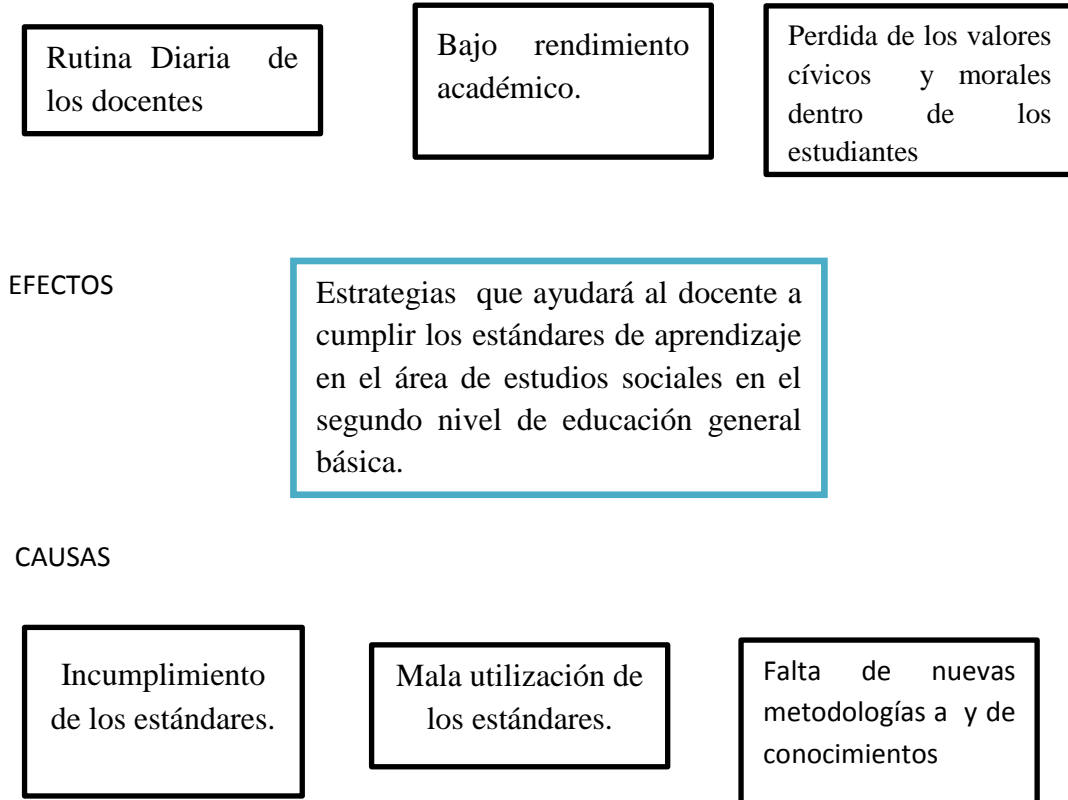 Rutina Diaria de
los docentes
Bajo rendimiento
académico.
Perdida de los valores
cívicos y morales
dentro de los
estudiantes
EFECTOS
Estrategias que ayudará al docente a
cumplir los estándares de aprendizaje
en el área de estudios sociales en el
segundo nivel de educación general
básica.
CAUSAS
Incumplimiento
de los estándares.
Mala utilización de
los estándares.
Falta de nuevas
metodologías a y de
conocimientos